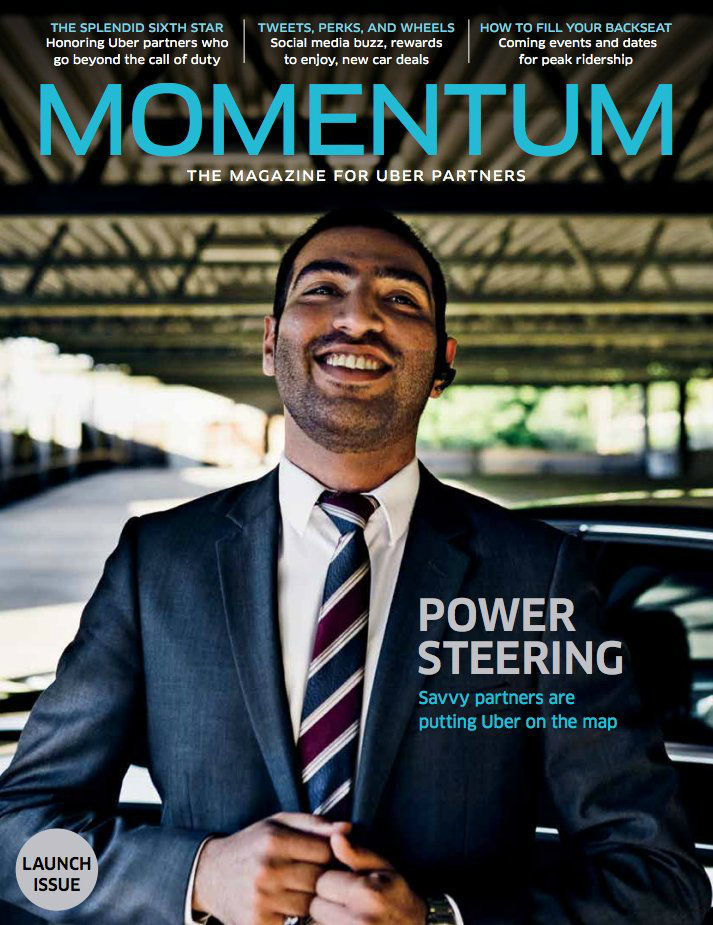 THE SPLENDID SIXTH STAR
Honoring Uber partners who
go beyond the call of duty
TWEETS, PERKS, AND WHEELS
Social media buzz, rewards
to enjoy, new car deals
HOW TO FILL YOUR BACKSEAT
Coming events and dates
for peak ridership
MOMENTUM
THE MAGAZINE FOR UBER PARTNERS
POWER
STEERING
Savvy partners are
putting Uber on the map
LAUNCH
ISSUE